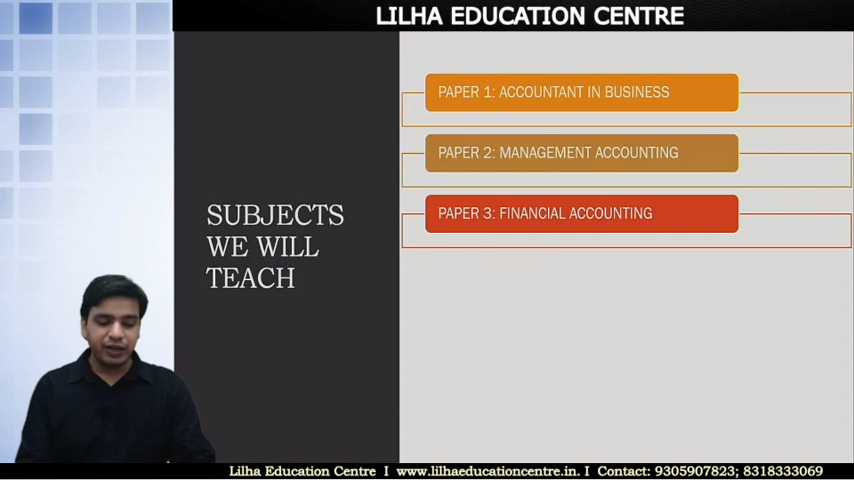 LILHA EDUCATION CENTRE
PAPER 1: ACCOUNTANT IN BUSINESS
PAPER 2: MANAGEMENT ACCOUNTING
PAPER 3: FINANCIAL ACCOUNTING
SUBJECTS
WE WILL
TEACH
Lilha Education Centre I www.lilhaeducationcentre.in. I Contact: 9305907823; 8318333069